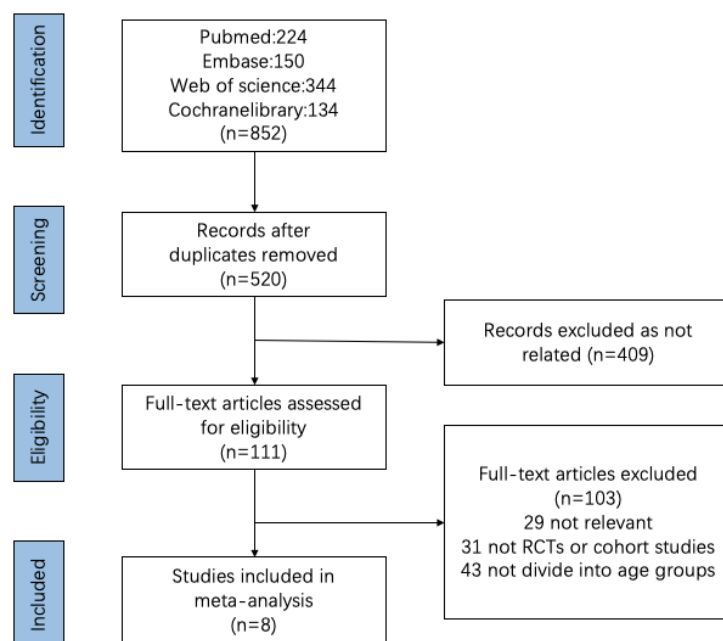 Identification
Pubmed:224
Embase:150
Web of science:344
Cochranelibrary:134
(n=852)
Screening
Records after
duplicates removed
(n=520)
Records excluded as not
related (n=409)
Eligibility
Full-text articles assessed
for eligibility
(n=111)
Full-text articles excluded
(n=103)
29 not relevant
31 not RCTs or cohort studies
43 not divide into age groups
Included
Studies included in
meta-analysis
(n=8)